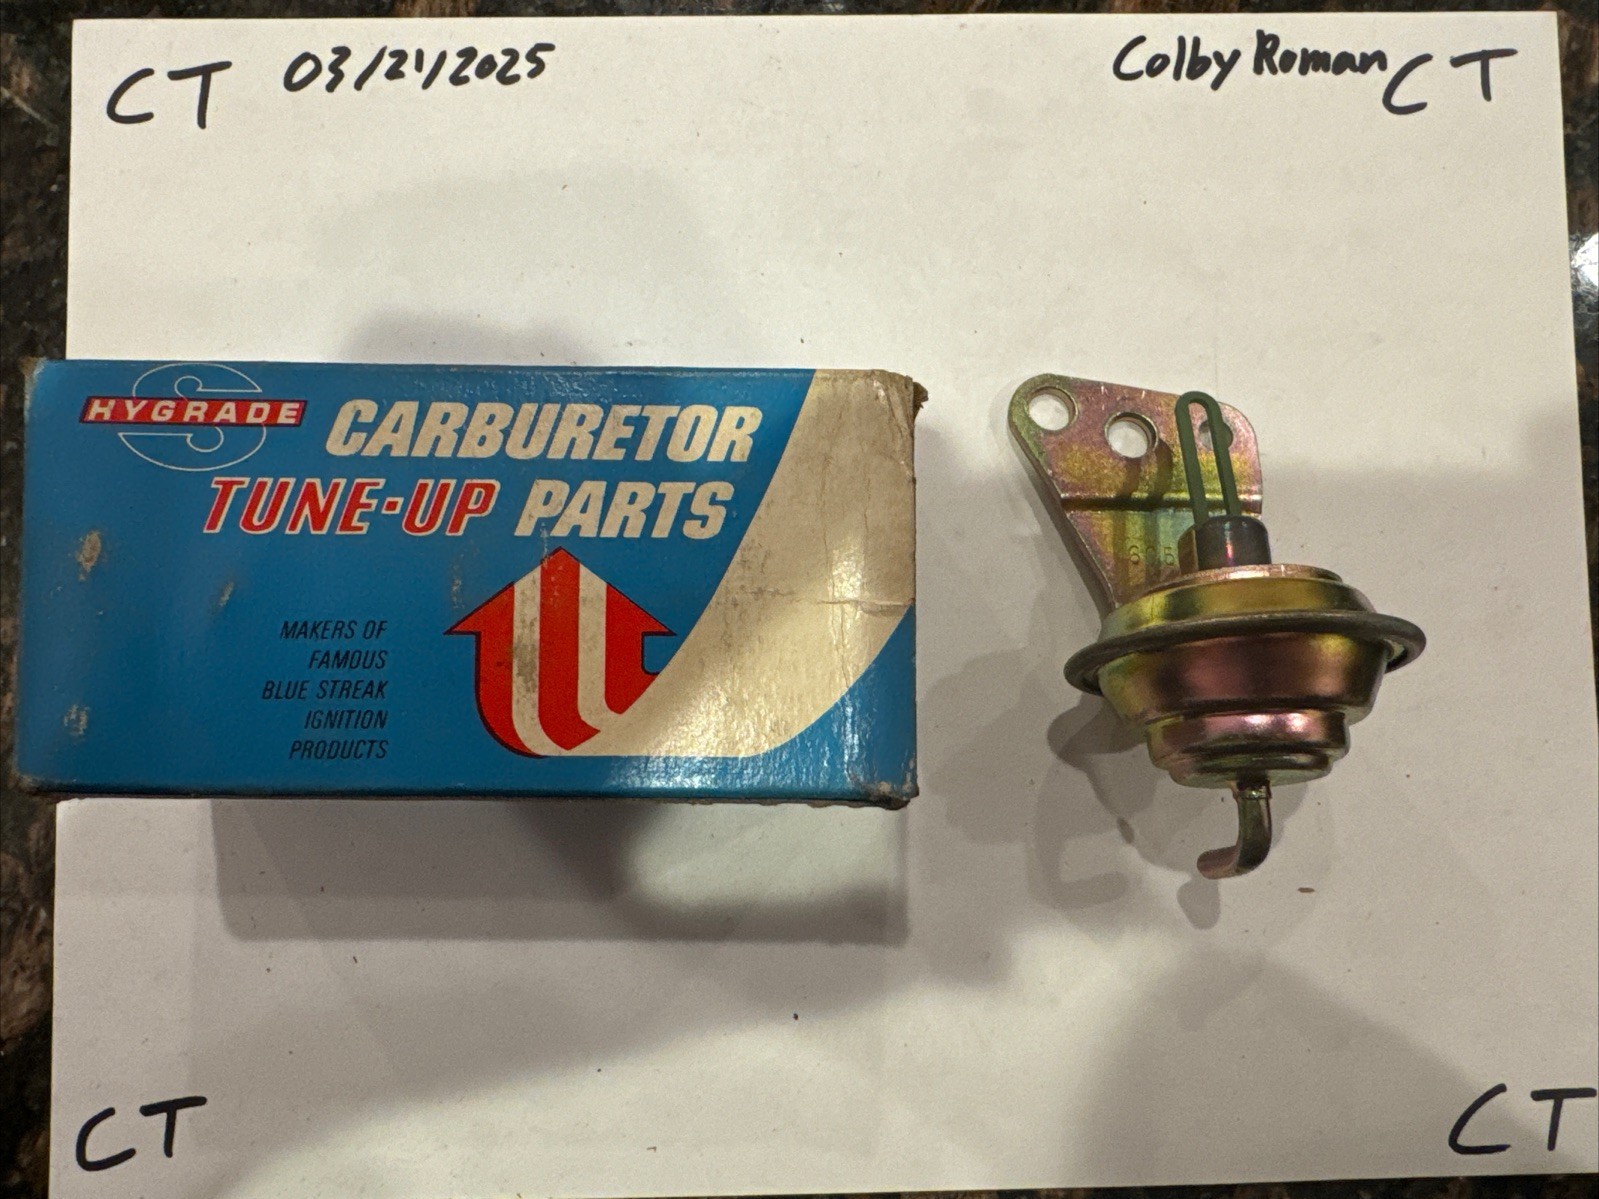 CT 03/21/2025 Colby Roman CT
S
HYGRADE
CARBURETOR
TUNE-UP PARTS
MAKERS OF
FAMOUS
BLUE STREAK
IGNITION
PRODUCTS
CT CT